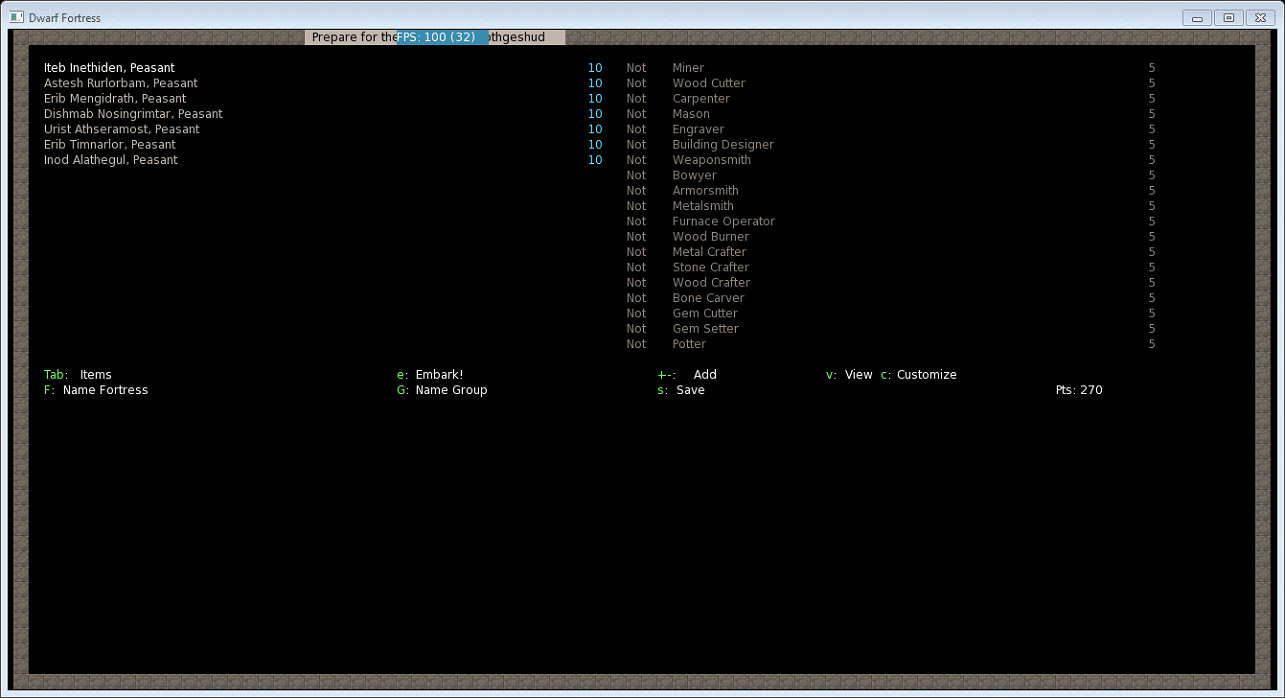 Dwarf Fortress
Prepare for the FPS: 100 (32) thgeshud
Iteb Inethiden, Peasant 10 Not Miner 5
Astesh Rurlorbam, Peasant 10 Not Wood Cutter 5
Erib Mengidrath, Peasant 10 Not Carpenter 5
Dishmab Nosingrimtar, Peasant 10 Not Mason 5
Urist Athseramost, Peasant 10 Not Engraver 5
Erib Timnarlor, Peasant 10 Not Building Designer 5
Inod Alathegul, Peasant 10 Not Weaponsmith 5
Not Bowyer 5
Not Armorsmith 5
Not Metalsmith 5
Not Furnace Operator 5
Not Wood Burner 5
Not Metal Crafter 5
Not Stone Crafter 5
Not Wood Crafter 5
Not Bone Carver 5
Not Gem Cutter 5
Not Gem Setter 5
Not Potter 5
Tab: Items e: Embark! +-: Add v: View c: Customize
F: Name Fortress G: Name Group s: Save Pts: 270